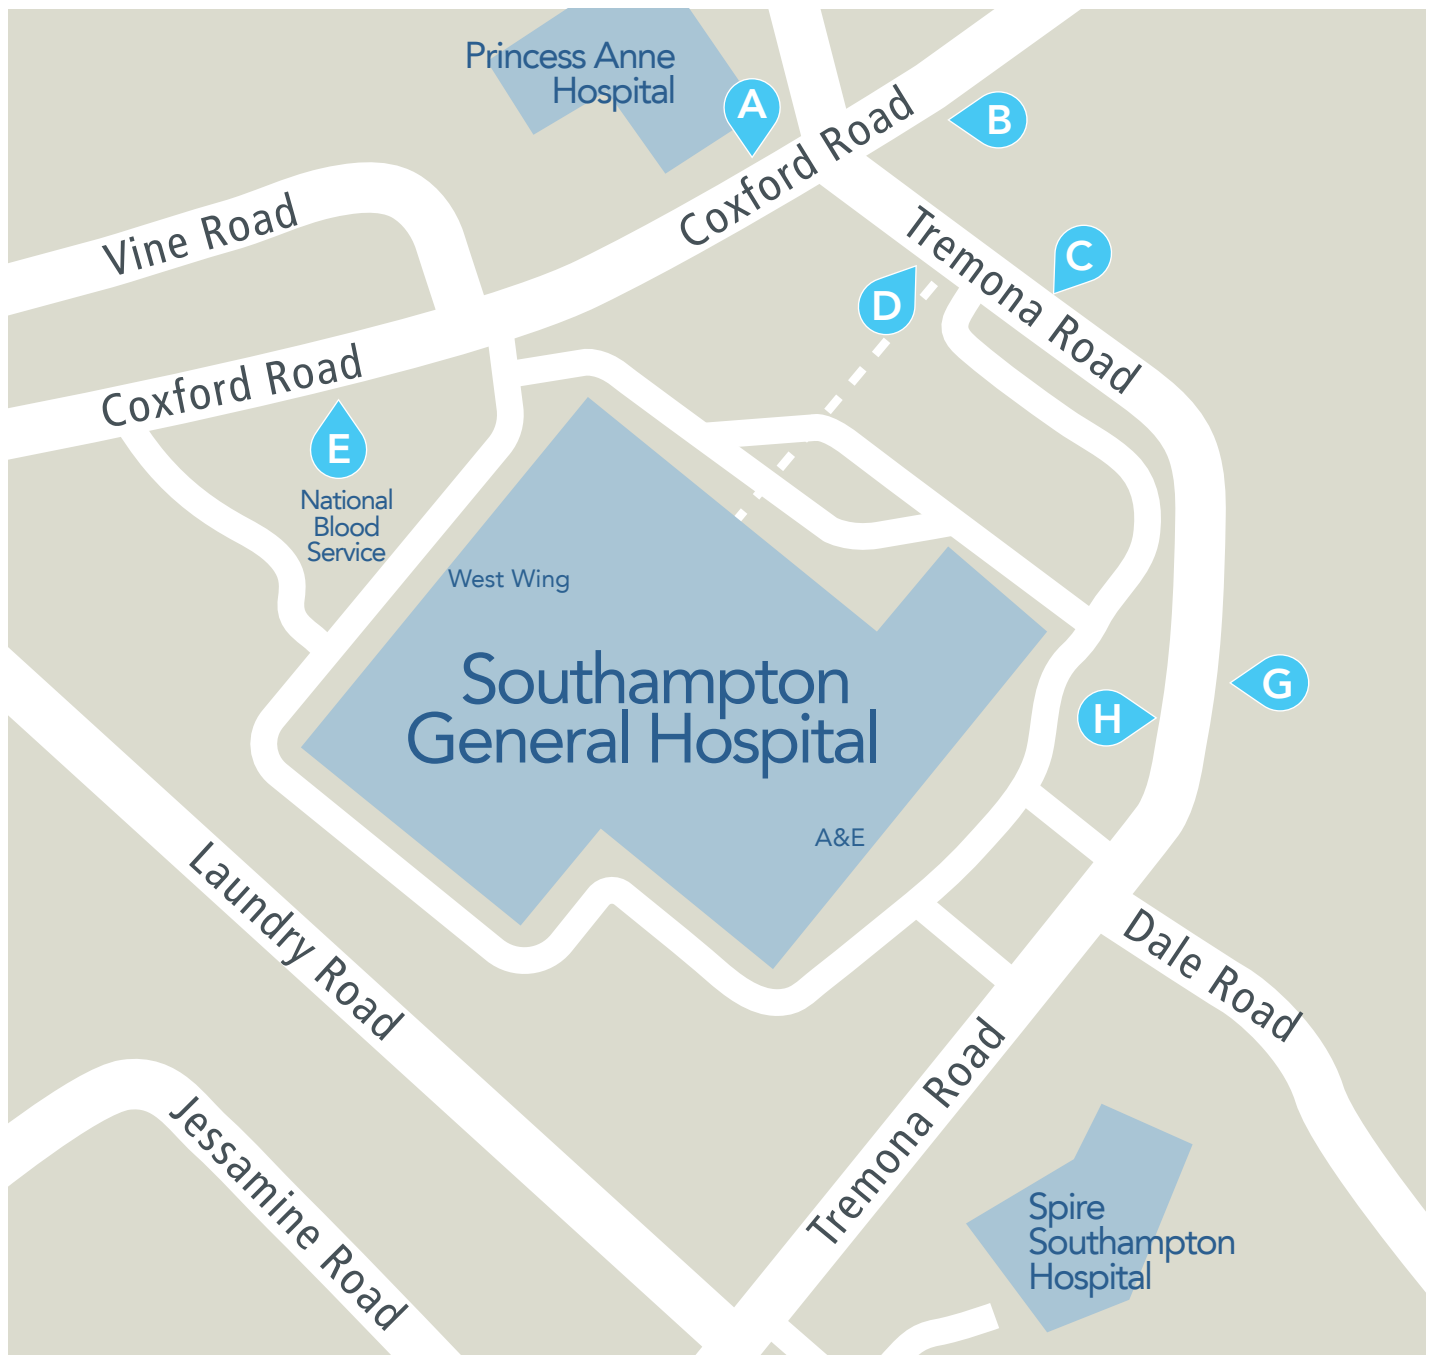 Princess Anne
Hospital
A
B
Coxford Road
Vine Road
Tremona Road
C
D
Coxford Road
E
National
Blood
Service
West Wing
Southampton
General Hospital
G
H
A&E
Laundry Road
Dale Road
Tremona Road
Jessamine Road
Spire
Southampton
Hospital